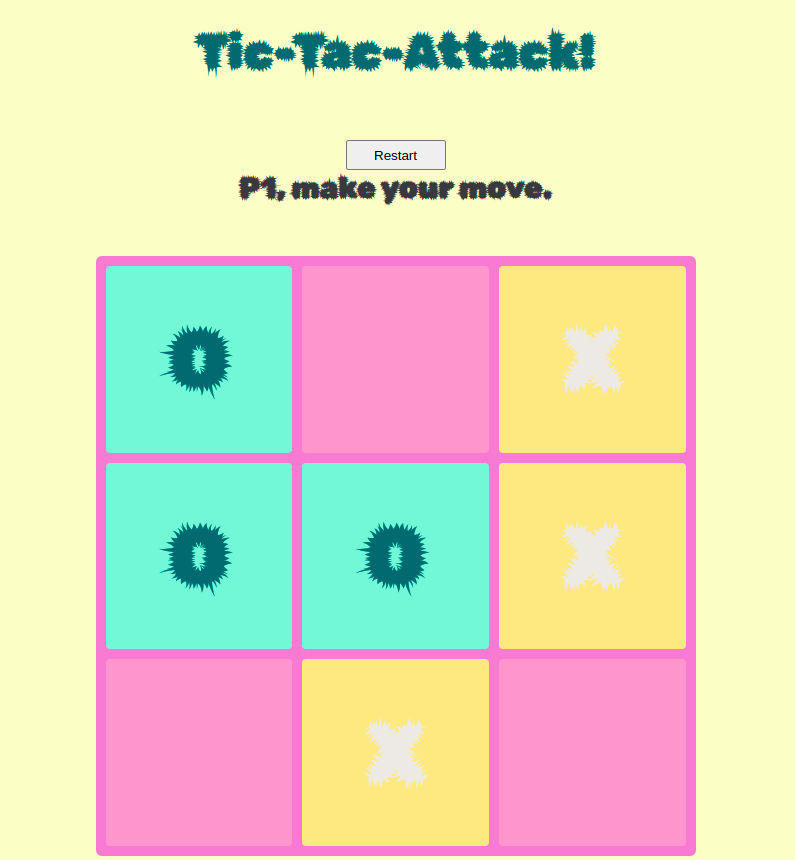 Tic-Tac-Attack!
Restart
P1, make your move.
O X
O O X
X